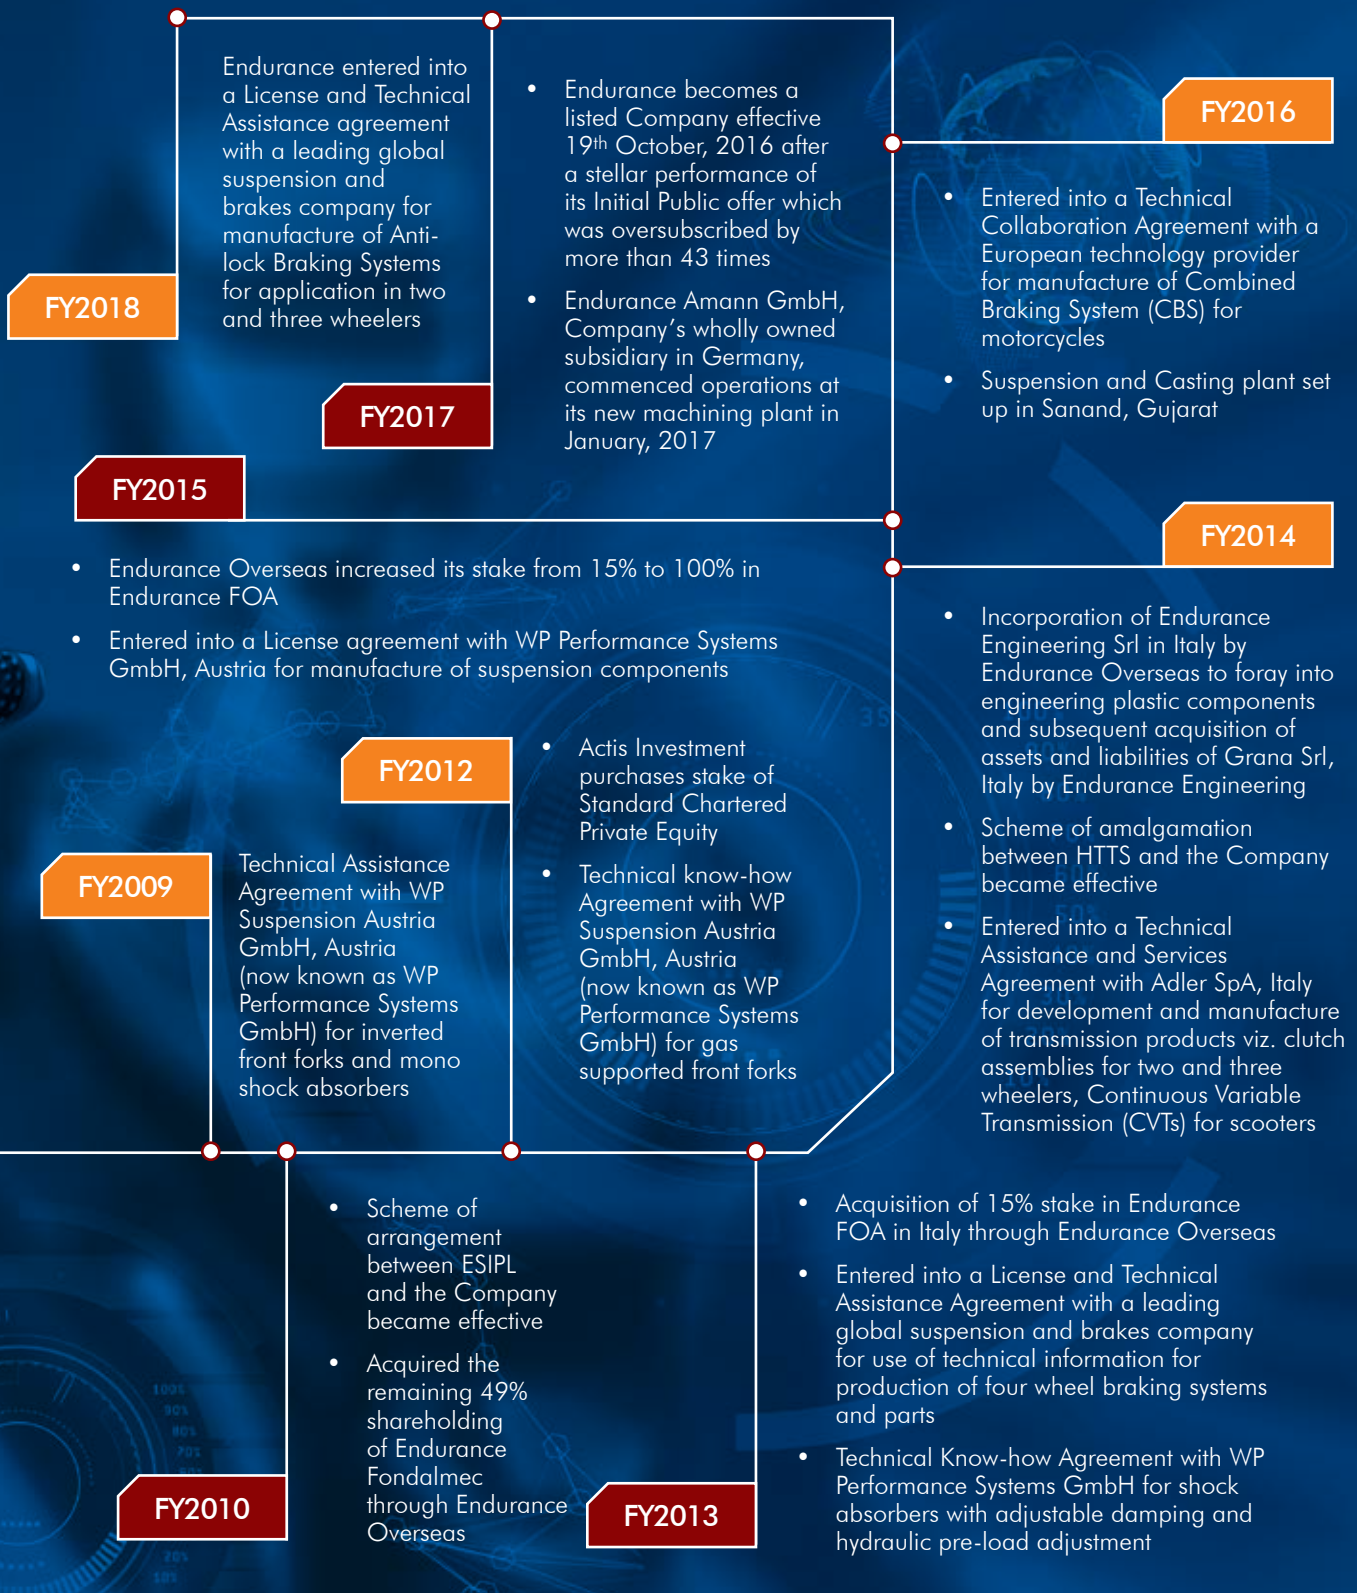 Endurance entered into
a License and Technical
Assistance agreement
with a leading global
suspension and
brakes company for
manufacture of Anti-
lock Braking Systems
for application in two
and three wheelers
FY2018
• Endurance becomes a
listed Company effective
19th October, 2016 after
a stellar performance of
its Initial Public offer which
was oversubscribed by
more than 43 times
• Endurance Amann GmbH,
Company's wholly owned
subsidiary in Germany,
commenced operations at
its new machining plant in
January, 2017
FY2017
FY2016
• Entered into a Technical
Collaboration Agreement with a
European technology provider
for manufacture of Combined
Braking System (CBS) for
motorcycles
• Suspension and Casting plant set
up in Sanand, Gujarat
FY2015
• Endurance Overseas increased its stake from 15% to 100% in
Endurance FOA
• Entered into a License agreement with WP Performance Systems
GmbH, Austria for manufacture of suspension components
FY2014
• Incorporation of Endurance
Engineering Srl in Italy by
Endurance Overseas to foray into
engineering plastic components
and subsequent acquisition of
assets and liabilities of Grana Srl,
Italy by Endurance Engineering
• Scheme of amalgamation
between HTTS and the Company
became effective
• Entered into a Technical
Assistance and Services
Agreement with Adler SpA, Italy
for development and manufacture
of transmission products viz. clutch
assemblies for two and three
wheelers, Continuous Variable
Transmission (CVTs) for scooters
FY2012
• Actis Investment
purchases stake of
Standard Chartered
Private Equity
• Technical know-how
Agreement with WP
Suspension Austria
GmbH, Austria
(now known as WP
Performance Systems
GmbH) for gas
supported front forks
FY2009
Technical Assistance
Agreement with WP
Suspension Austria
GmbH, Austria
(now known as WP
Performance Systems
GmbH) for inverted
front forks and mono
shock absorbers
• Scheme of
arrangement
between ESIPL
and the Company
became effective
• Acquired the
remaining 49%
shareholding
of Endurance
Fondalmec
through Endurance
Overseas
FY2010
• Acquisition of 15% stake in Endurance
FOA in Italy through Endurance Overseas
• Entered into a License and Technical
Assistance Agreement with a leading
global suspension and brakes company
for use of technical information for
production of four wheel braking systems
and parts
• Technical Know-how Agreement with WP
Performance Systems GmbH for shock
absorbers with adjustable damping and
hydraulic pre-load adjustment
FY2013